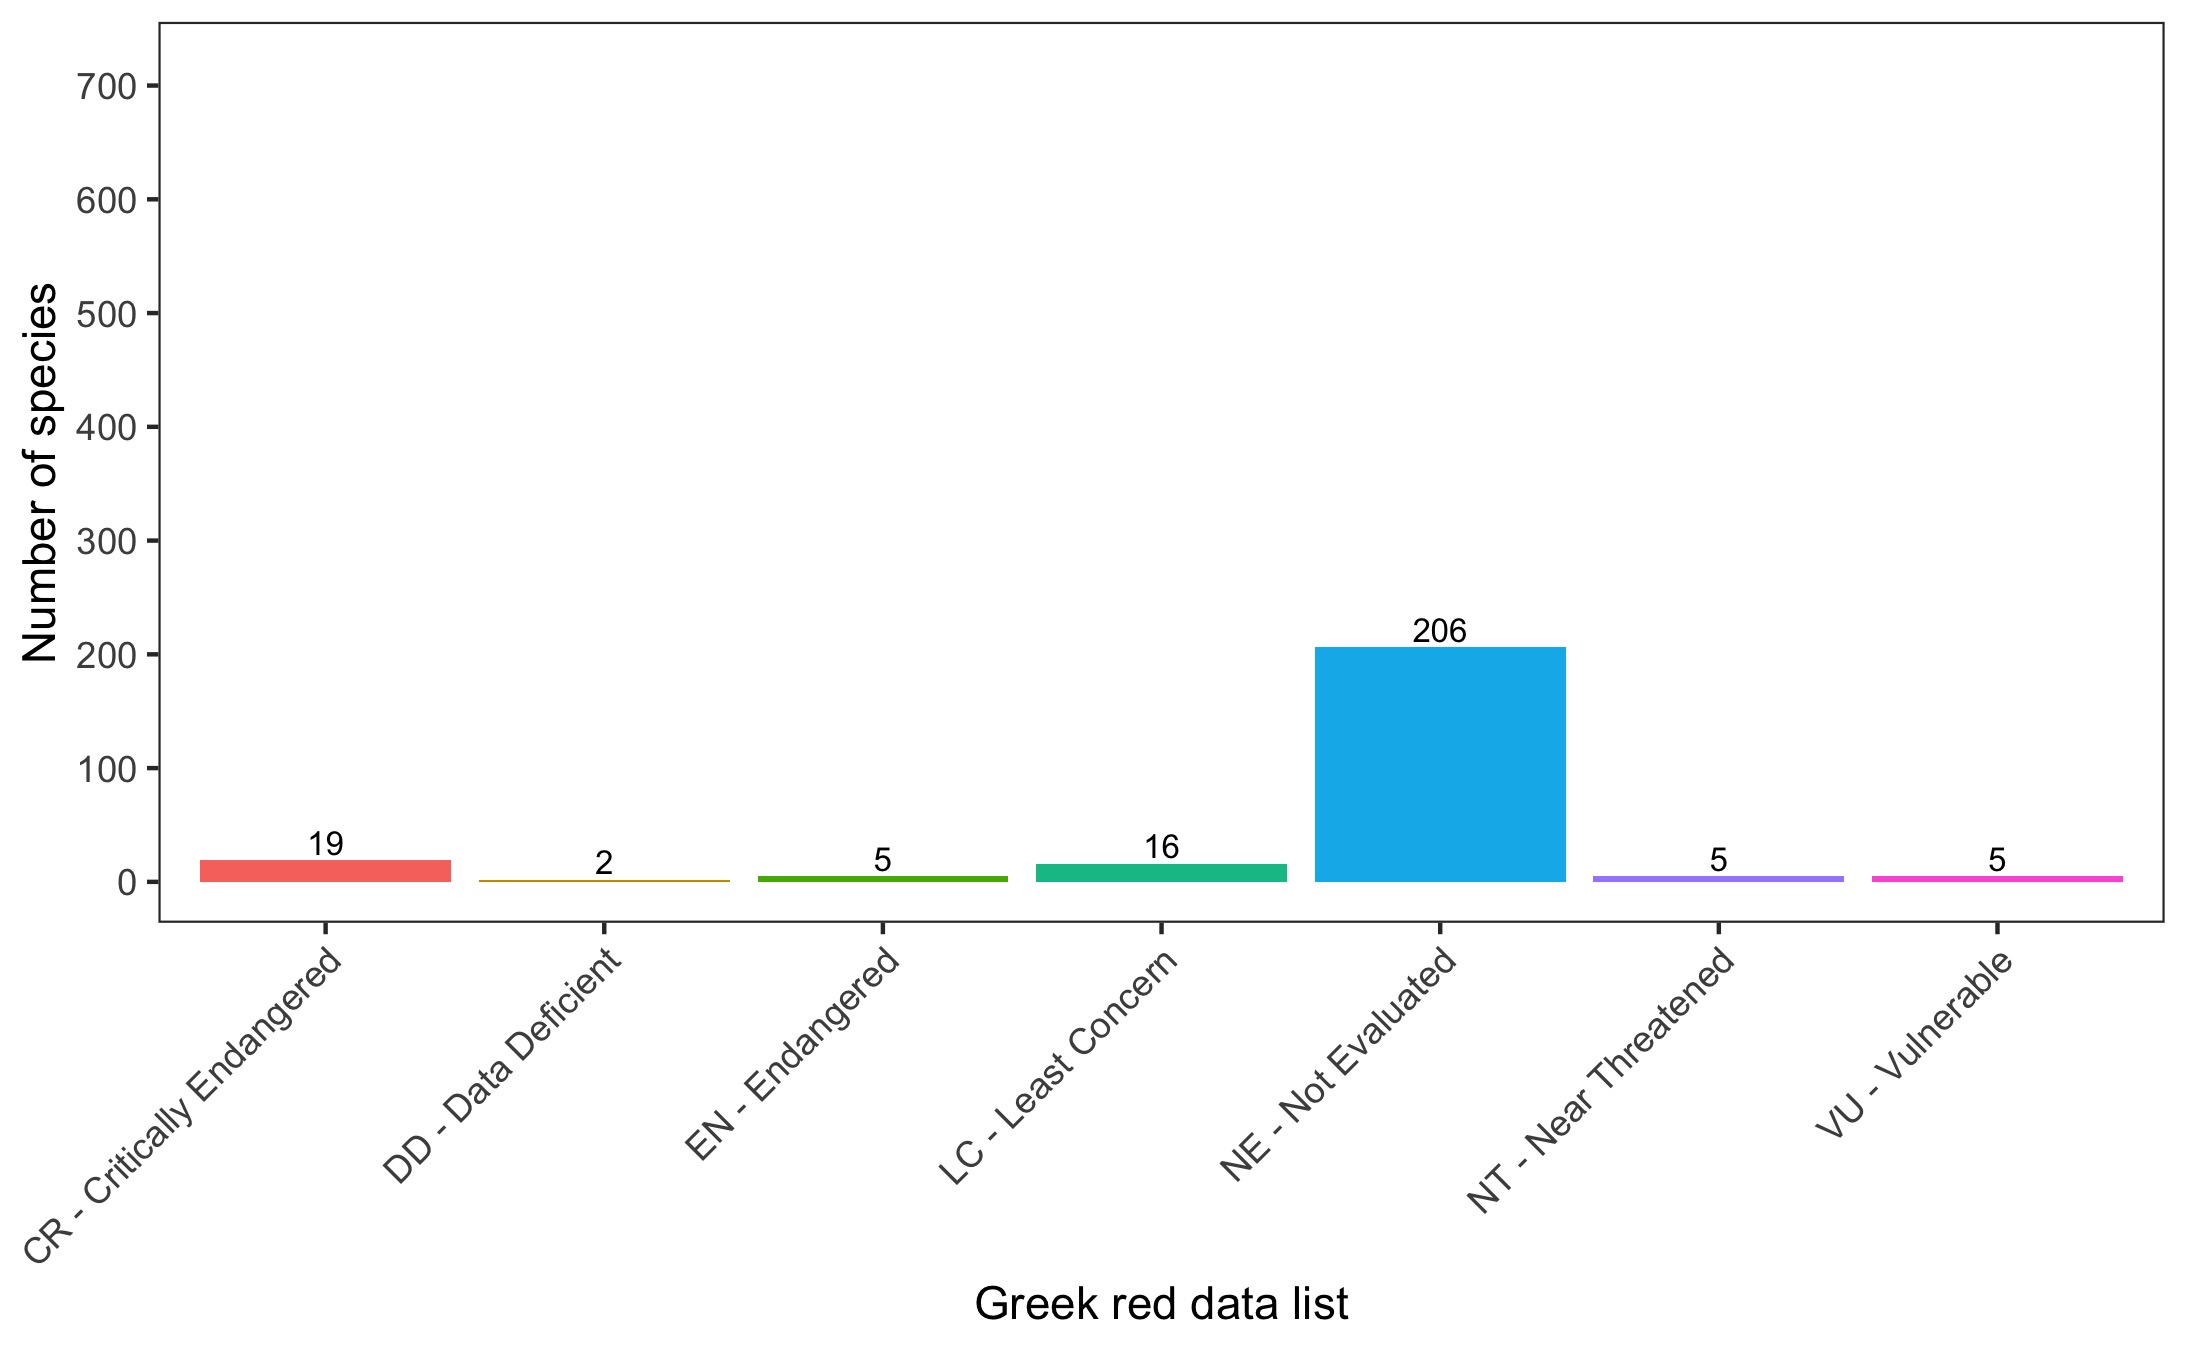 Number of species
700
600
500
400
300
200
100
0
19
2
5
16
206
5
5
CR - Critically Endangered
DD - Data Deficient
EN - Endangered
LC - Least Concern
NE - Not Evaluated
NT - Near Threatened
VU - Vulnerable
Greek red data list